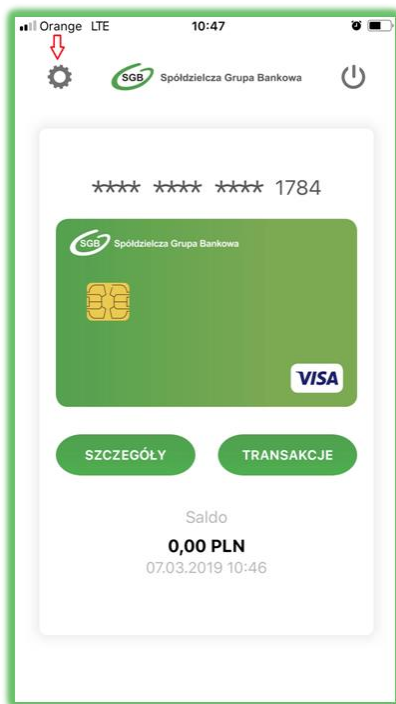 Orange LTE 10:47
SGB Spółdzielcza Grupa Bankowa
**** **** **** 1784
SGB Spółdzielcza Grupa Bankowa
VISA
SZCZEGÓŁY TRANSAKCJE
Saldo
0,00 PLN
07.03.2019 10:46